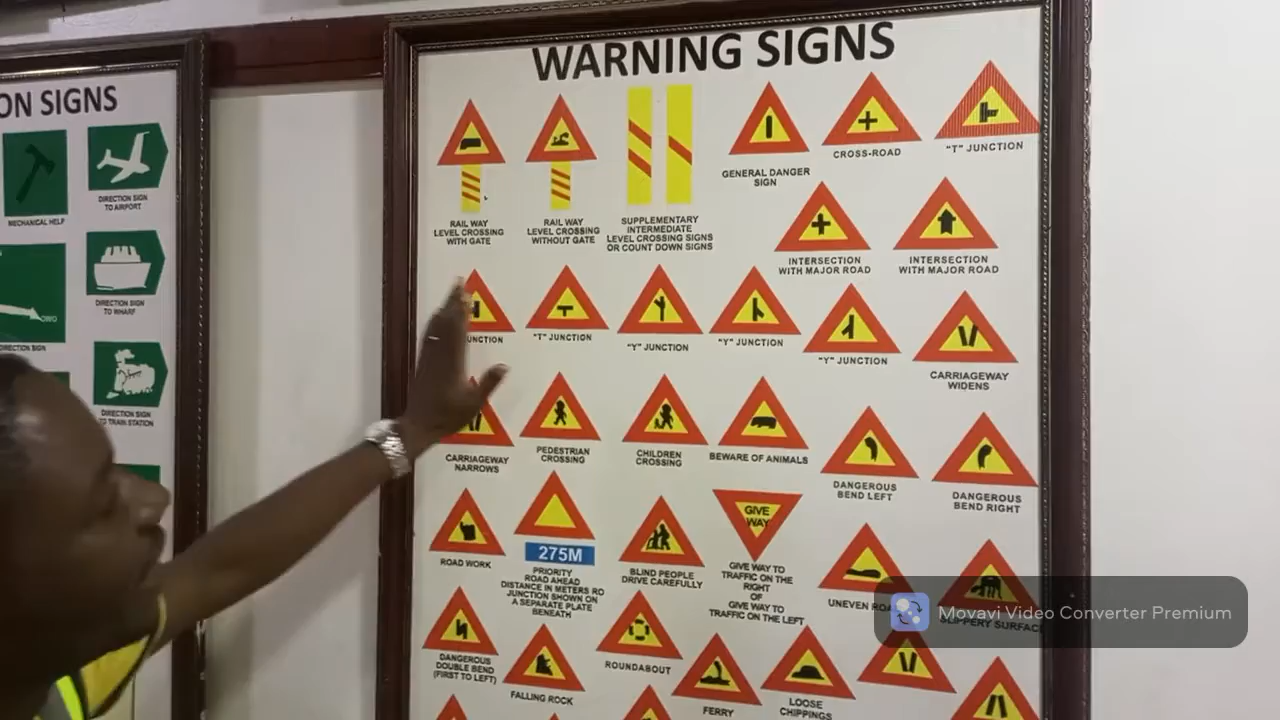 ON SIGNS
MECHANICAL HELP
DIRECTION SIGN
TO AIRPORT
DIRECTION SIGN
TO WHARF
DIRECTION SIGN
DIRECTION SIGN
TO TRAIN STATION
WARNING SIGNS
RAIL WAY
LEVEL CROSSING
WITH GATE
RAIL WAY
LEVEL CROSSING
WITHOUT GATE
SUPPLEMENTARY
INTERMEDIATE
LEVEL CROSSING SIGNS
OR COUNT DOWN SIGNS
GENERAL DANGER
SIGN
CROSS-ROAD
"T" JUNCTION
INTERSECTION
WITH MAJOR ROAD
INTERSECTION
WITH MAJOR ROAD
UNCTION
"T" JUNCTION
"Y" JUNCTION
"Y" JUNCTION
"Y" JUNCTION
CARRIAGEWAY
WIDENS
CARRIAGEWAY
NARROWS
PEDESTRIAN
CROSSING
CHILDREN
CROSSING
BEWARE OF ANIMALS
DANGEROUS
BEND LEFT
DANGEROUS
BEND RIGHT
ROAD WORK
275M
PRIORITY
ROAD AHEAD
DISTANCE IN METERS RO
JUNCTION SHOWN ON
A SEPARATE PLATE
BENEATH
BLIND PEOPLE
DRIVE CAREFULLY
GIVE
WAY
GIVE WAY TO
TRAFFIC ON THE
RIGHT
OF
GIVE WAY TO
TRAFFIC ON THE LEFT
UNEVEN
SLIPPERY SURFACE
Movavi Video Converter Premium
DANGEROUS
DOUBLE BEND
(FIRST TO LEFT)
FALLING ROCK
ROUNDABOUT
FERRY
LOOSE
CHIPPINGS